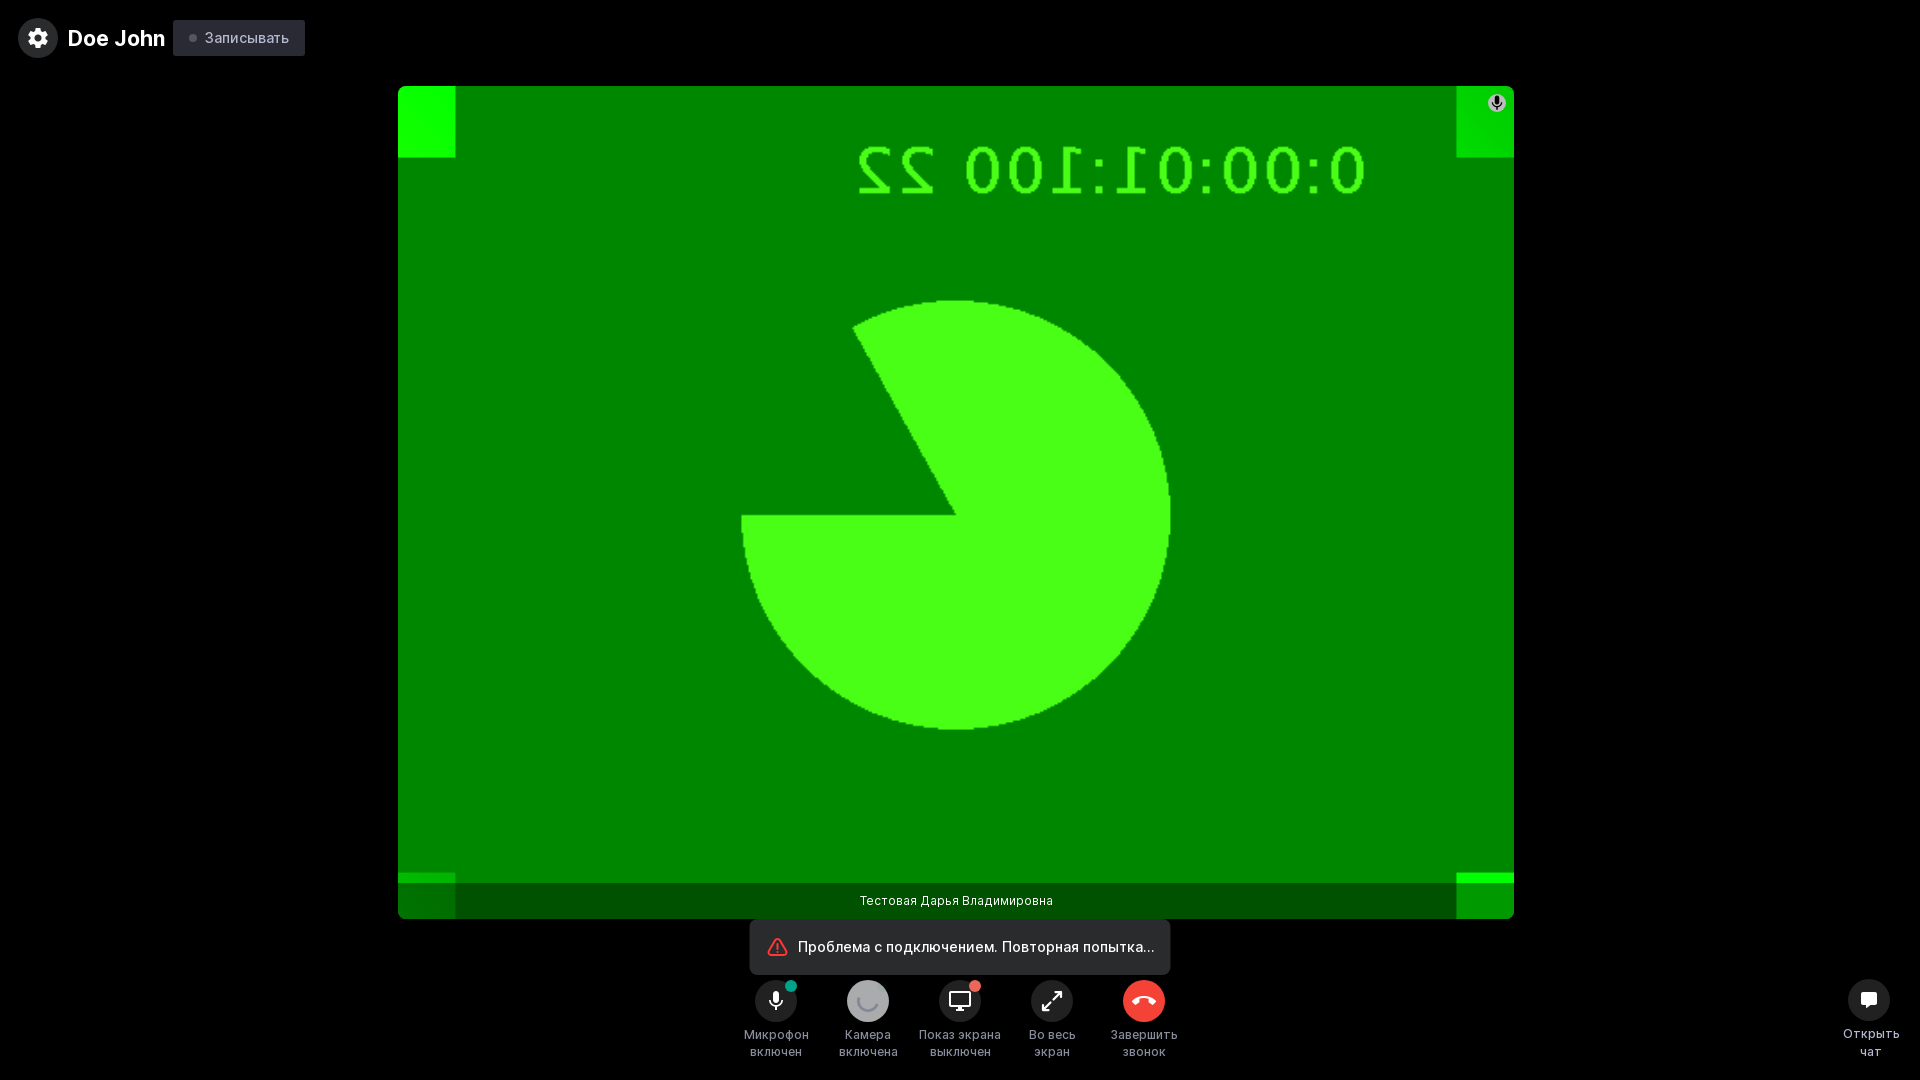 Doe John
Записывать
0:00:01:100 22
Тестовая Дарья Владимировна
Проблема с подключением. Повторная попытка...
Микрофон
включен
Камера
включена
Показ экрана
выключен
Во весь
экран
Завершить
звонок
Открыть
чат